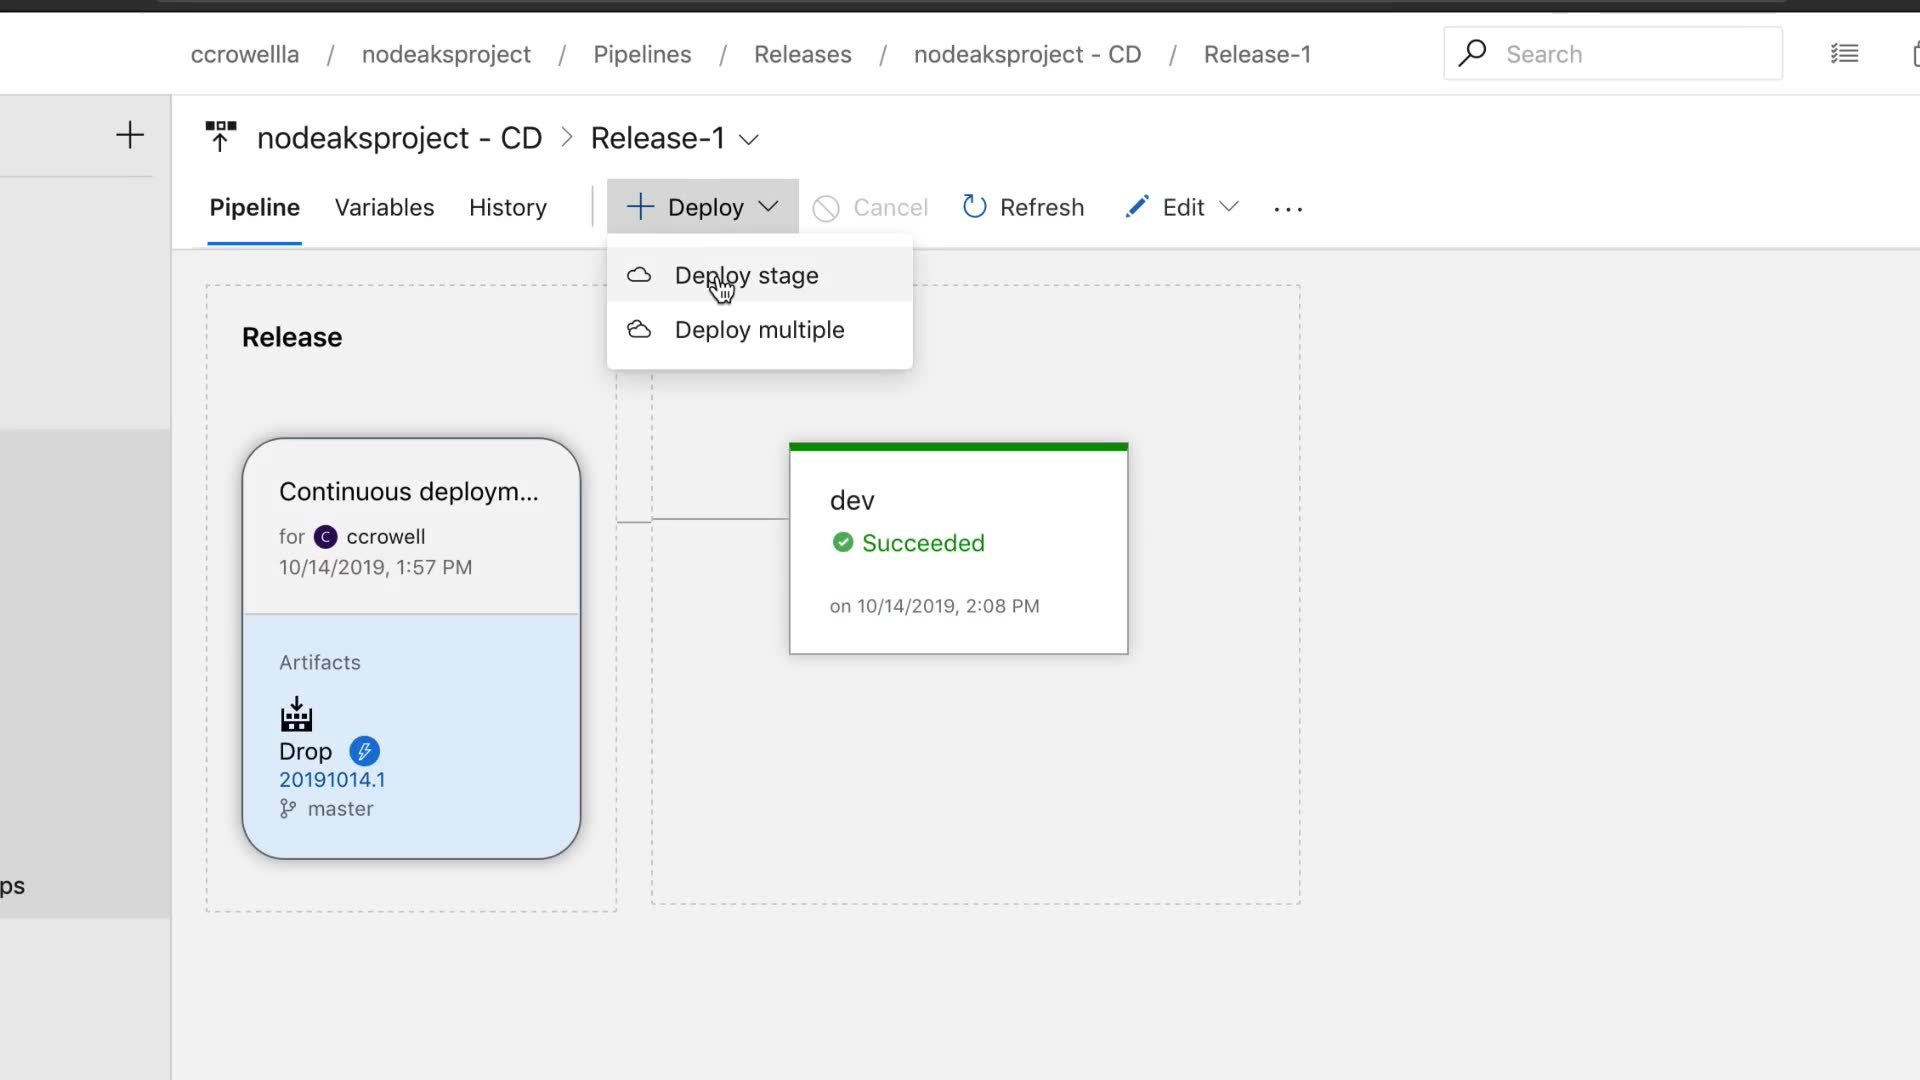 ccrowellla / nodeaksproject / Pipelines / Releases / nodeaksproject - CD / Release-1
Search
nodeaksproject - CD > Release-1
Pipeline Variables History Deploy Cancel Refresh Edit ...
Deploy stage
Deploy multiple
Release
Continuous deploym...
for C ccrowell
10/14/2019, 1:57 PM
Artifacts
Drop
20191014.1
master
dev
Succeeded
on 10/14/2019, 2:08 PM
ps